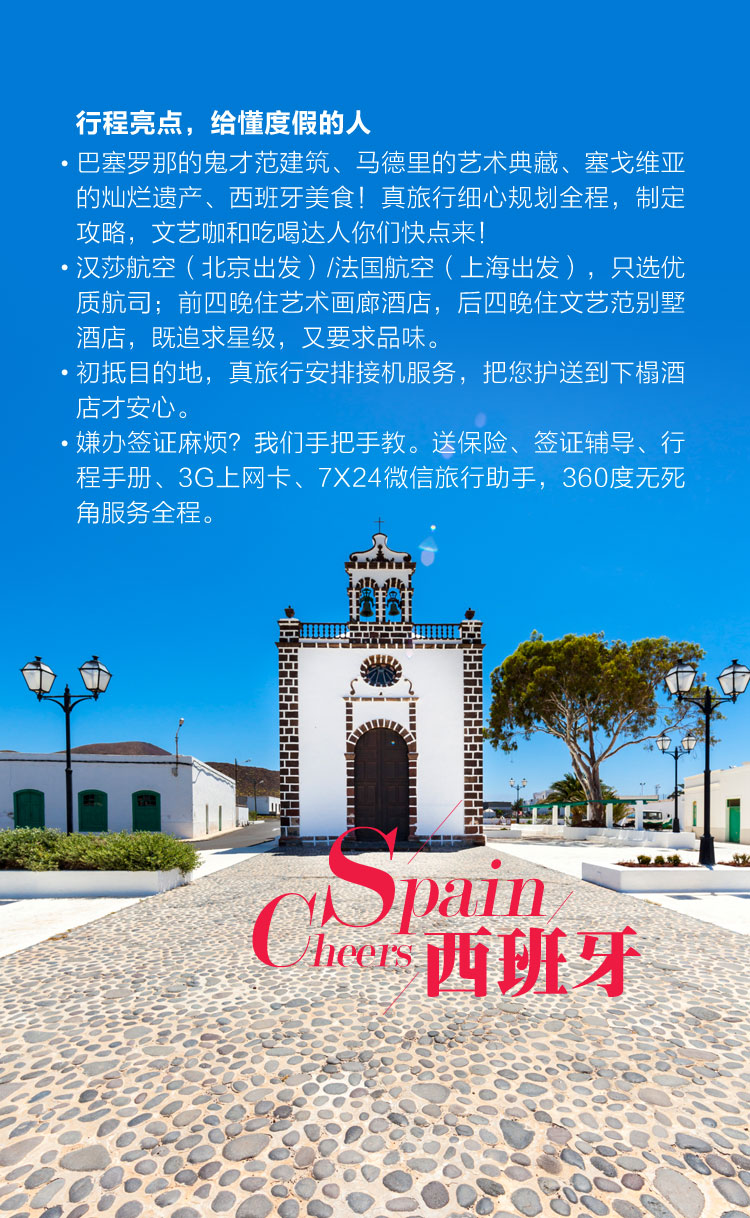 行程亮点，给懂度假的人
• 巴塞罗那的鬼才范建筑、马德里的艺术典藏、塞戈维亚
的灿烂遗产、西班牙美食！真旅行细心规划全程，制定
攻略，文艺咖和吃喝达人你们快点来！
• 汉莎航空（北京出发）/法国航空（上海出发），只选优
质航司；前四晚住艺术画廊酒店，后四晚住文艺范别墅
酒店，既追求星级，又要求品味。
• 初抵目的地，真旅行安排接机服务，把您护送到下榻酒
店才安心。
• 嫌办签证麻烦？我们手把手教。送保险、签证辅导、行
程手册、3G上网卡、7X24微信旅行助手，360度无死
角服务全程。
Spain
Cheers 西班牙